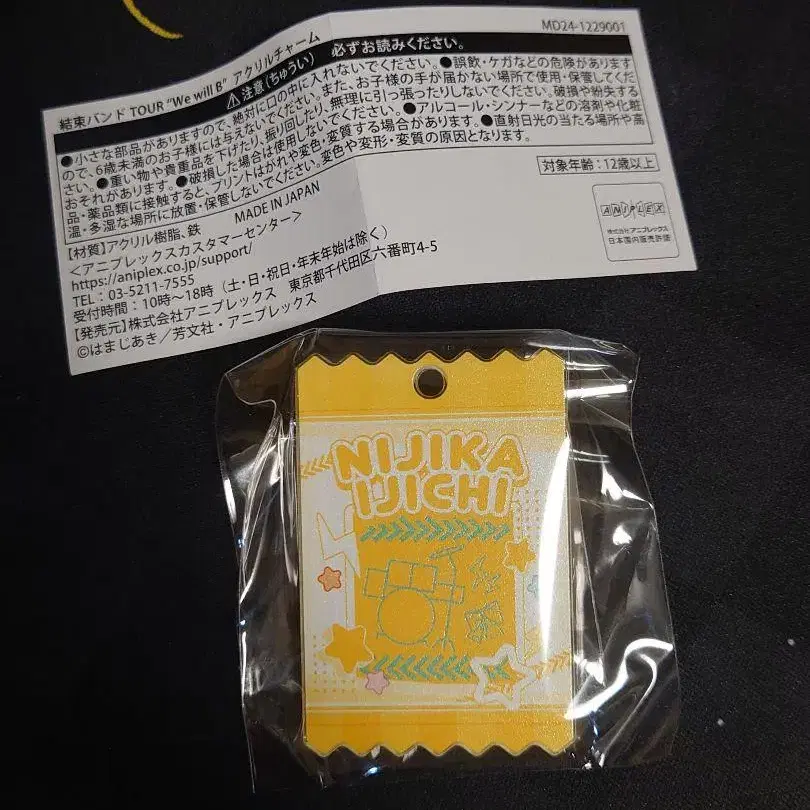 結束バンド TOUR "We will B" アクリルチャーム
MD24-1229001
⚠注意(ちゅうい) 必ずお読みください。
●小さな部品がありますので、絶対に口の中に入れないでください。●誤飲・ケガなどの危険があります
ので、6歳未満のお子様には与えないでください。また、お子様の手が届かない場所で使用・保管してくだ
さい。●重い物や貴重品を下げたり、振り回したり、無理に引っ張ったりしないでください。破損や紛失する
おそれがあります。●破損した場合は使用しないでください。●アルコール・シンナーなどの溶剤や化粧
品・薬品類に接触すると、プリントはがれや変色・変質する場合があります。●直射日光の当たる場所や高
温・多湿な場所に放置・保管しないでください。変色や変形・変質の原因となります。
対象年齢:12歳以上
【材質】アクリル樹脂、鉄 MADE IN JAPAN
<アニプレックスカスタマーセンター>
https://aniplex.co.jp/support/
TEL:03-5211-7555
受付時間:10時~18時(土・日・祝日・年末年始は除く)
【発売元】株式会社アニプレックス 東京都千代田区六番町4-5
©はまじあき/芳文社・アニプレックス
ANIPLEX
株式会社アニプレックス
日本国内販売許諾
NIJIKA
IJICHI